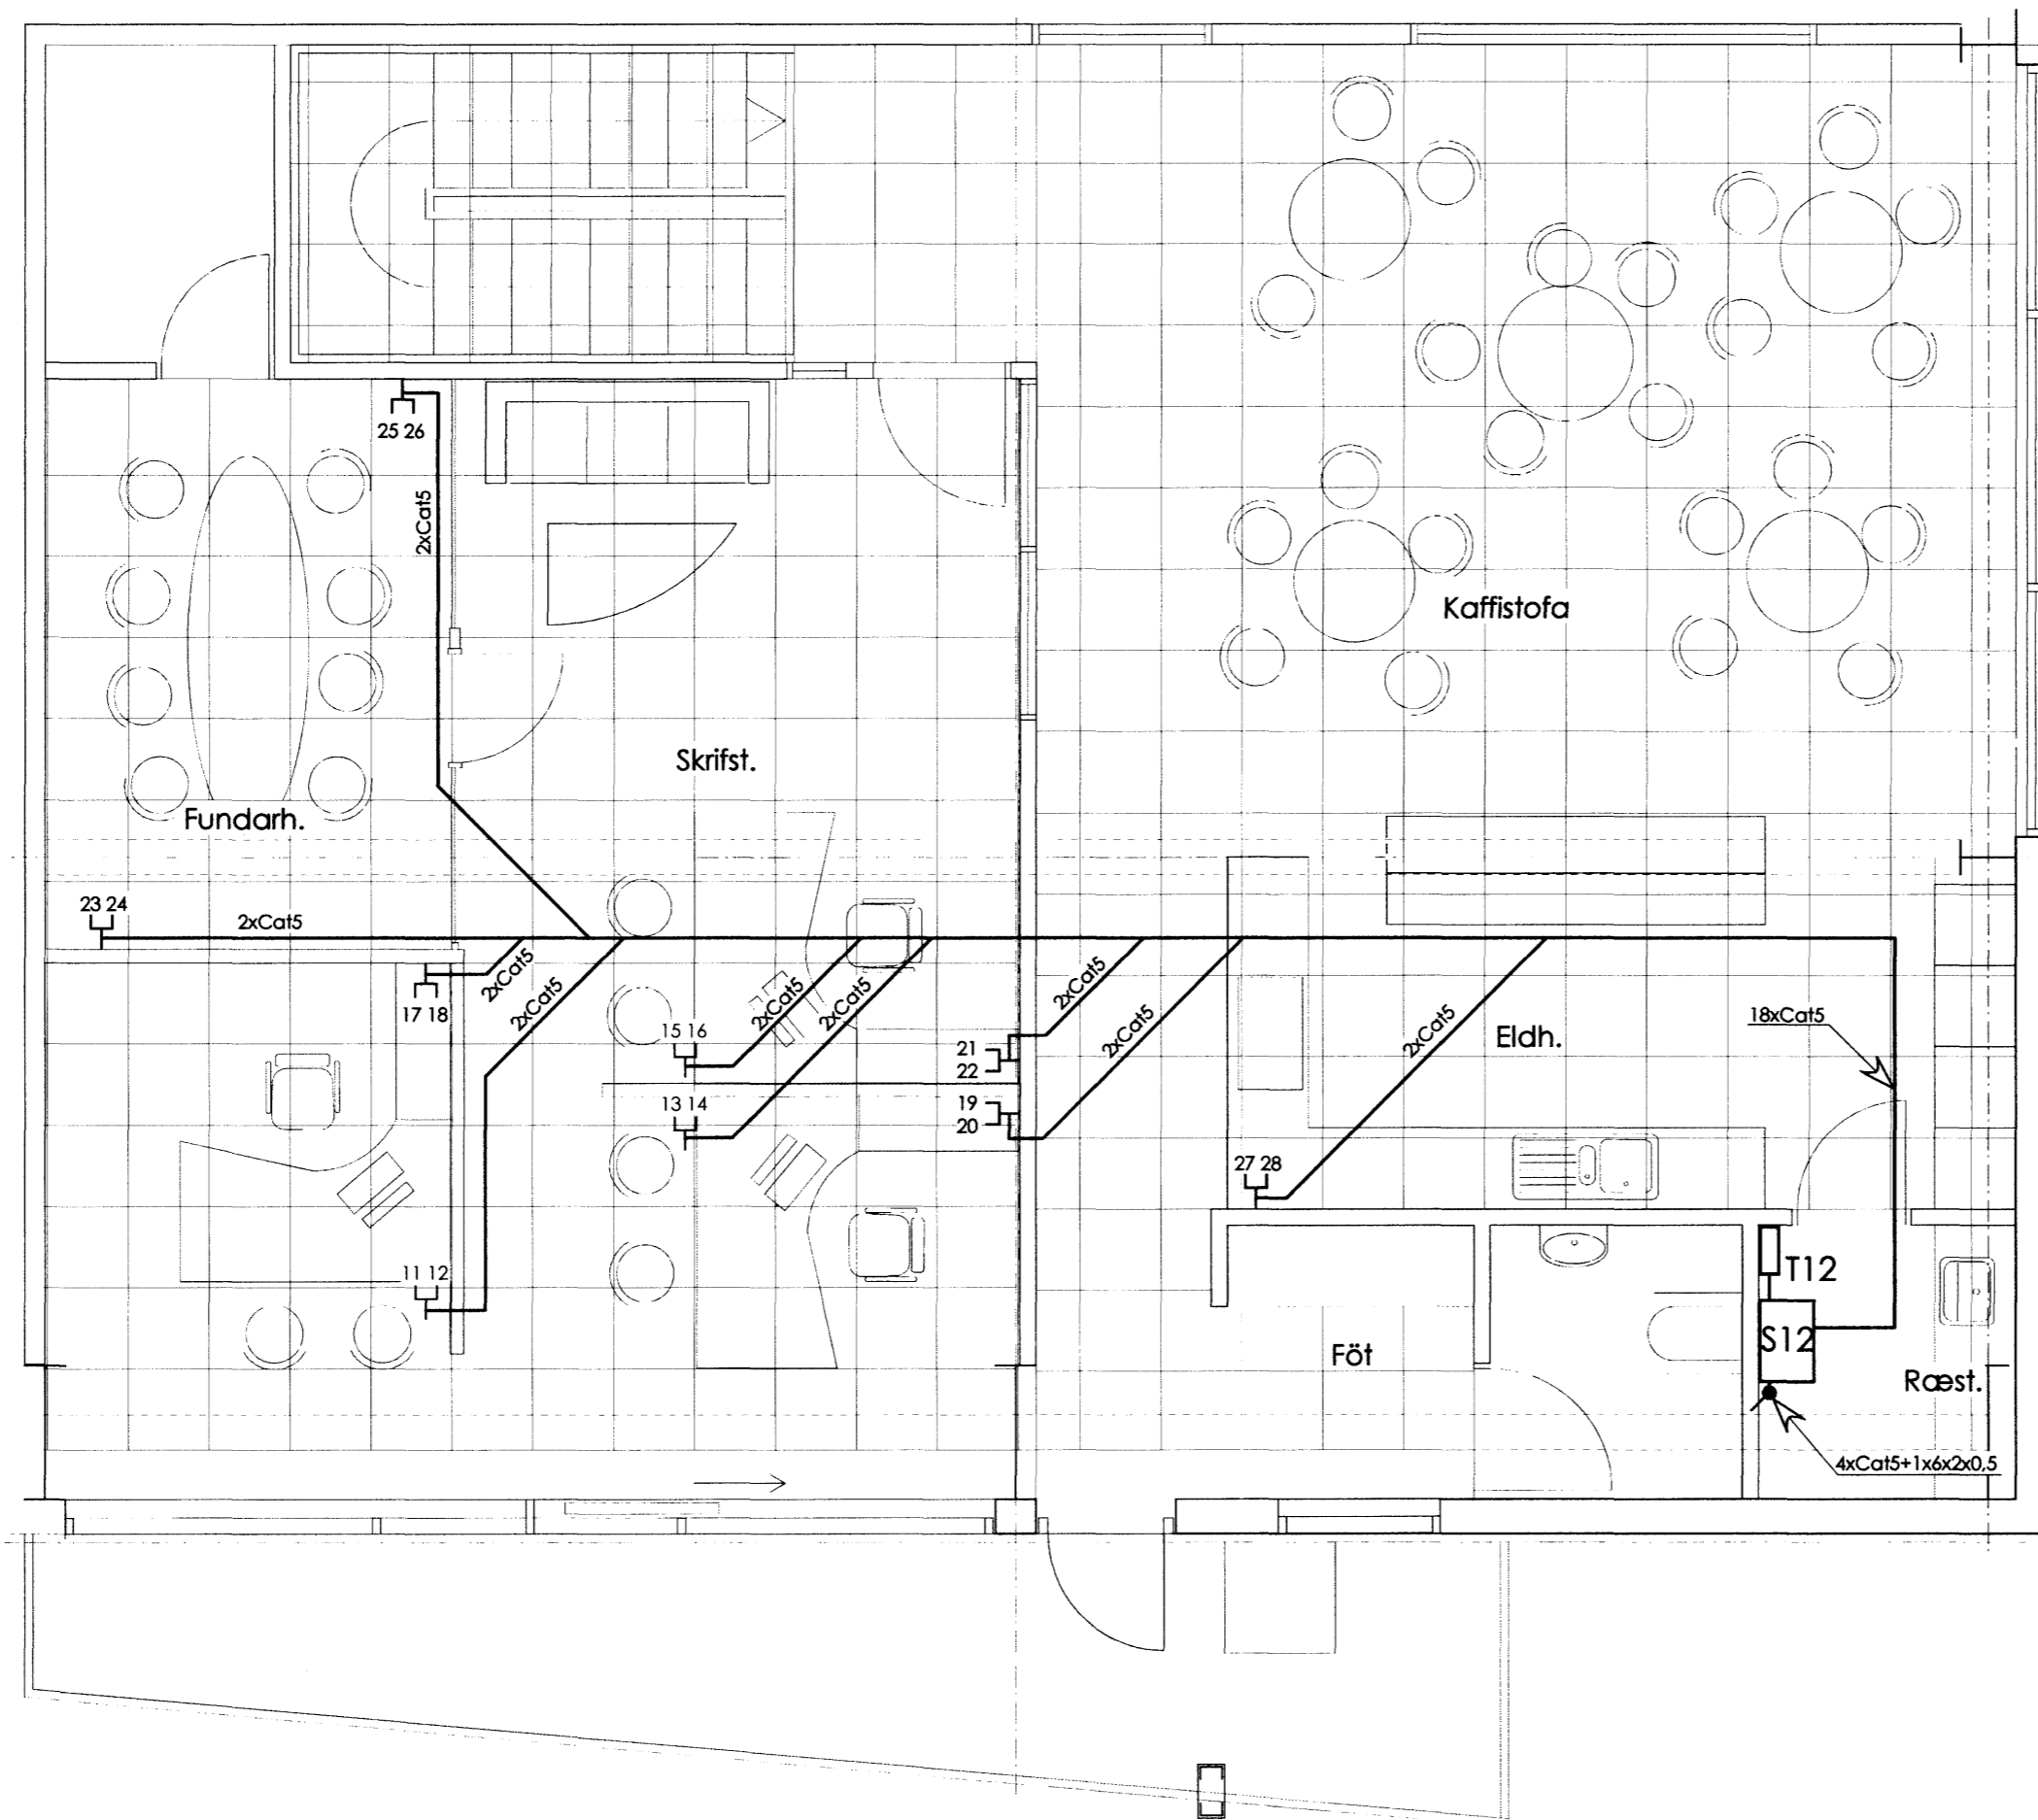 25 26
2xCat5
Kaffistofa
Skrifst.
Fundarh.
23 24
2xCat5
17 18
2xCat5
2xCat5
15 16
2xCat5
2xCat5
13 14
21
22
2xCat5
19
20
2xCat5
2xCat5
Eldh.
18xCat5
27 28
11 12
T12
S12
Föt
Ræst.
4xCat5+1x6x2x0,5